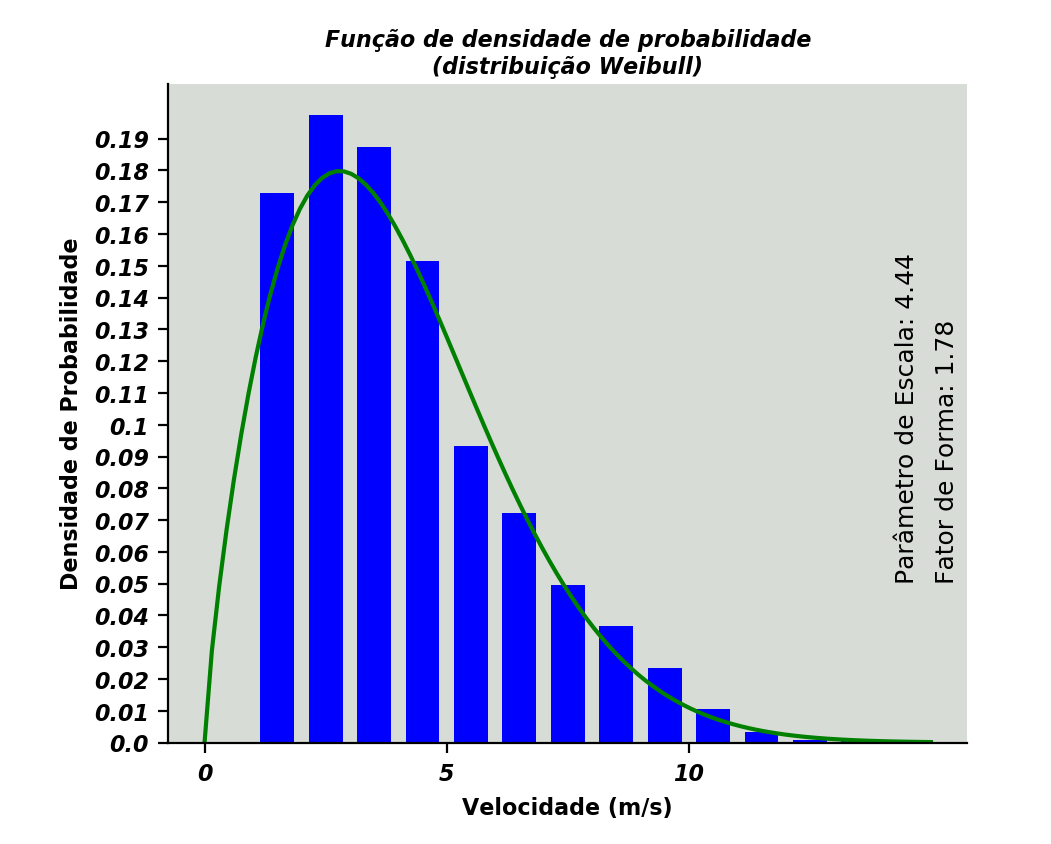 Função de densidade de probabilidade
(distribuição Weibull)
Densidade de Probabilidade
0.19
0.18
0.17
0.16
0.15
0.14
0.13
0.12
0.11
0.1
0.09
0.08
0.07
0.06
0.05
0.04
0.03
0.02
0.01
0.0
Parâmetro de Escala: 4.44
Fator de Forma: 1.78
0 5 10
Velocidade (m/s)